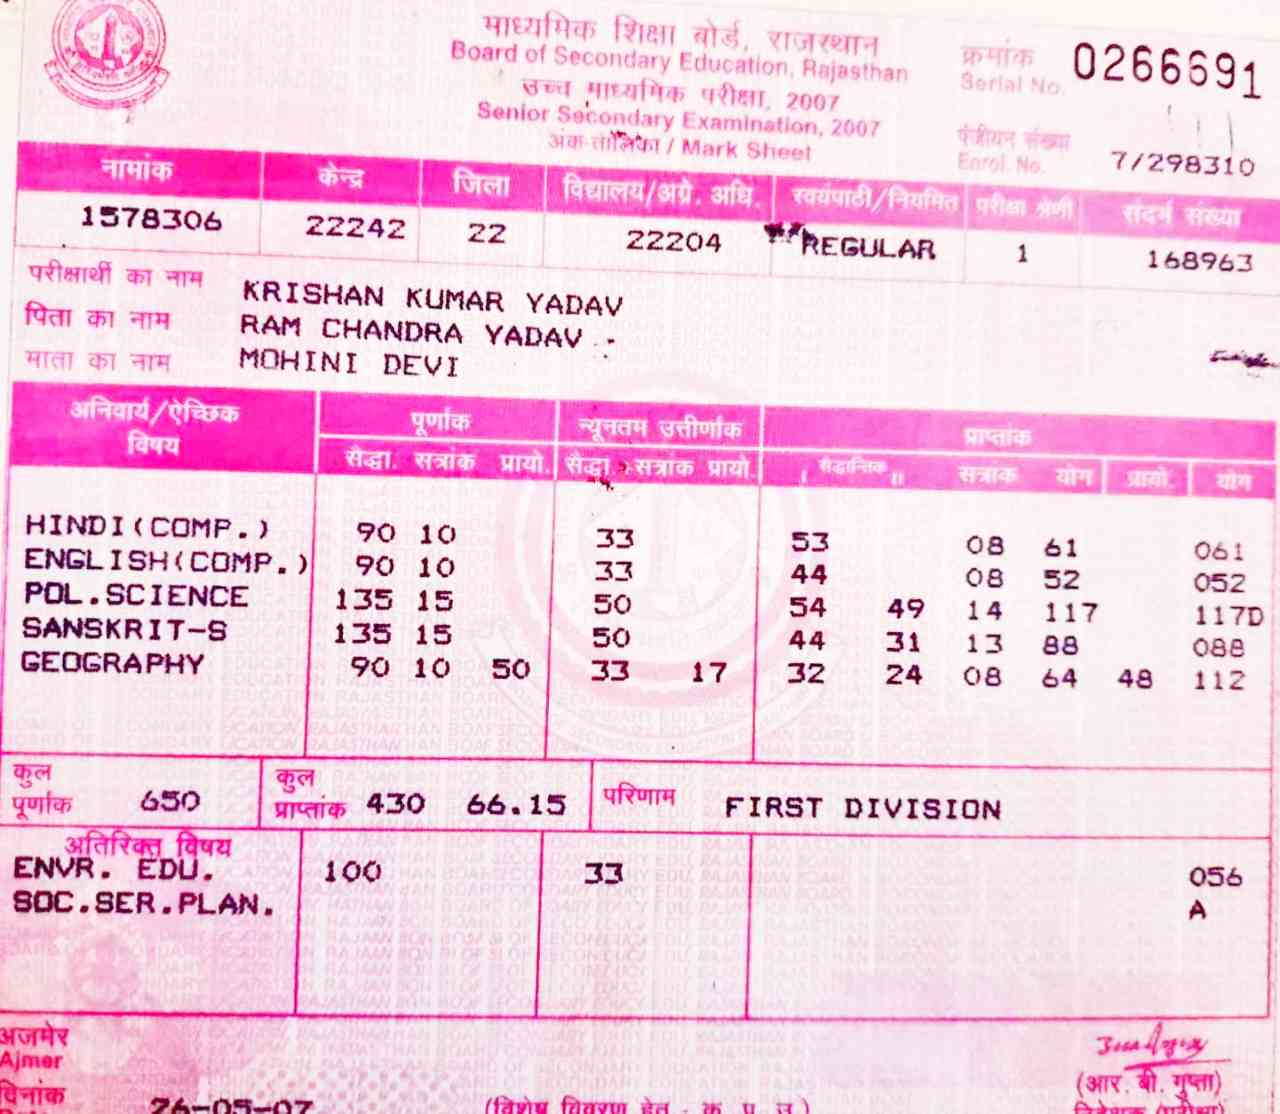 माध्यमिक शिक्षा बोर्ड, राजस्थान
Board of Secondary Education, Rajasthan
उच्च माध्यमिक परीक्षा, 2007
Senior Secondary Examination, 2007
अंक-तालिका / Mark Sheet
क्रमांक
Serial No. 0266691
पंजीयन संख्या
Enrol. No. 7/298310
नामांक केन्द्र जिला विद्यालय/अग्रे. अधि. स्वयंपाठी/नियमित परीक्षा श्रेणी संदर्भ संख्या
1578306 22242 22 22204 REGULAR 1 168963
परीक्षार्थी का नाम KRISHAN KUMAR YADAV
पिता का नाम RAM CHANDRA YADAV
माता का नाम MOHINI DEVI
अनिवार्य/ऐच्छिक विषय पूर्णांक न्यूनतम उत्तीर्णांक प्राप्तांक
सैद्धा. सत्रांक प्रायो. सैद्धा. सत्रांक प्रायो. I सैद्धान्तिक II सत्रांक योग प्रायो. योग
HINDI(COMP.) 90 10 33 53 08 61 061
ENGLISH(COMP.) 90 10 33 44 08 52 052
POL.SCIENCE 135 15 50 54 49 14 117 117D
SANSKRIT-S 135 15 50 44 31 13 88 088
GEOGRAPHY 90 10 50 33 17 32 24 08 64 48 112
कुल पूर्णांक 650 कुल प्राप्तांक 430 66.15 परिणाम FIRST DIVISION
अतिरिक्त विषय
ENVR. EDU. 100 33 056
SOC.SER.PLAN. A
अजमेर
Ajmer
(आर. बी. गुप्ता)
दिनांक 26-05-07 (विशेष विवरण हेतु - कृ. पृ. उ.)